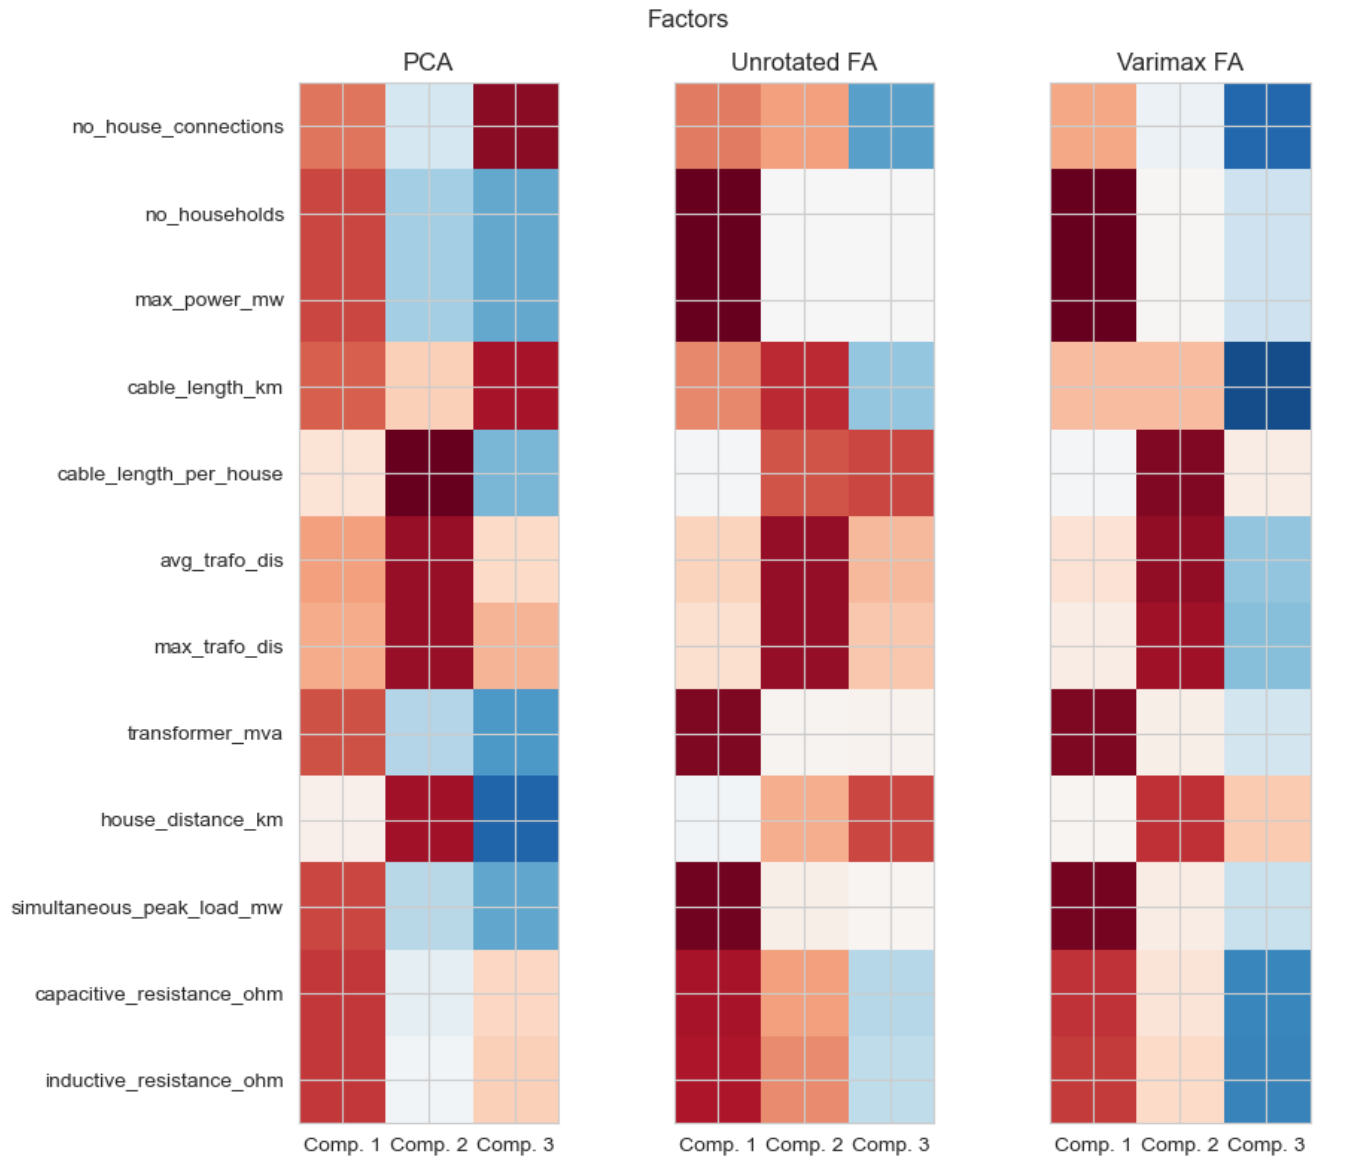 Factors
PCA
Unrotated FA
Varimax FA
no_house_connections
no_households
max_power_mw
cable_length_km
cable_length_per_house
avg_trafo_dis
max_trafo_dis
transformer_mva
house_distance_km
simultaneous_peak_load_mw
capacitive_resistance_ohm
inductive_resistance_ohm
Comp. 1 Comp. 2 Comp. 3
Comp. 1 Comp. 2 Comp. 3
Comp. 1 Comp. 2 Comp. 3